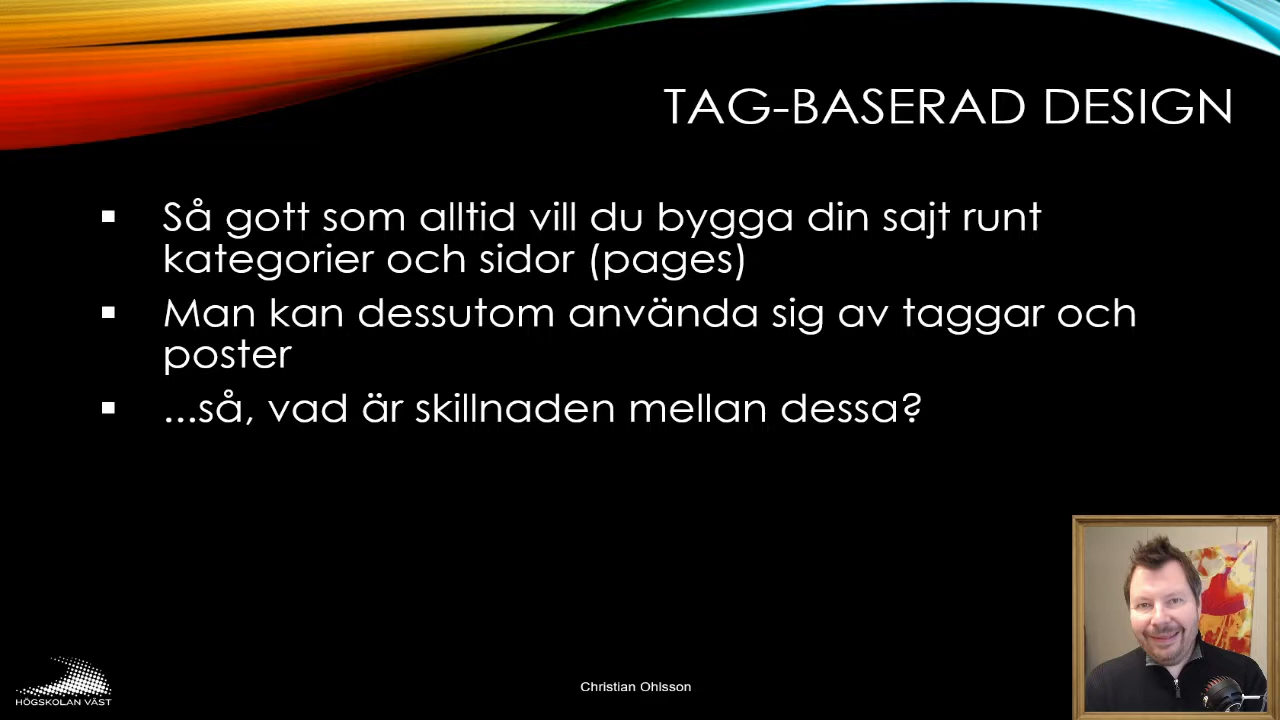 TAG-BASERAD DESIGN
▪ Så gott som alltid vill du bygga din sajt runt
kategorier och sidor (pages)
▪ Man kan dessutom använda sig av taggar och
poster
▪ ...så, vad är skillnaden mellan dessa?
HÖGSKOLAN VÄST
Christian Ohlsson